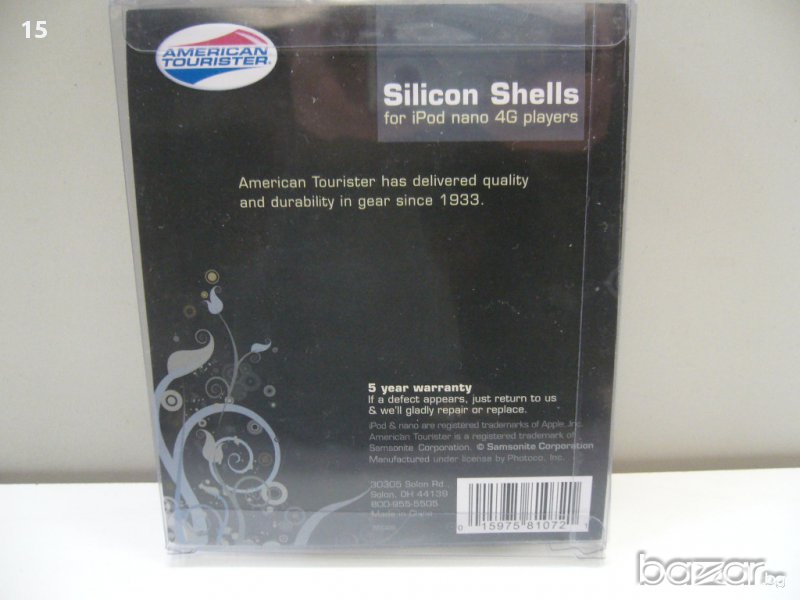 15
AMERICAN
TOURISTER
Silicon Shells
for iPod nano 4G players
American Tourister has delivered quality
and durability in gear since 1933.
5 year warranty
If a defect appears, just return to us
& we'll gladly repair or replace.
iPod & nano are registered trademarks of Apple, Inc.
American Tourister is a registered trademark of
Samsonite Corporation. © Samsonite Corporation
Manufactured under license by Photoco, Inc.
30305 Solon Rd
Solon, OH 44139
800-955-5505
Made in China
0 15975 81072 1
bazar.bg